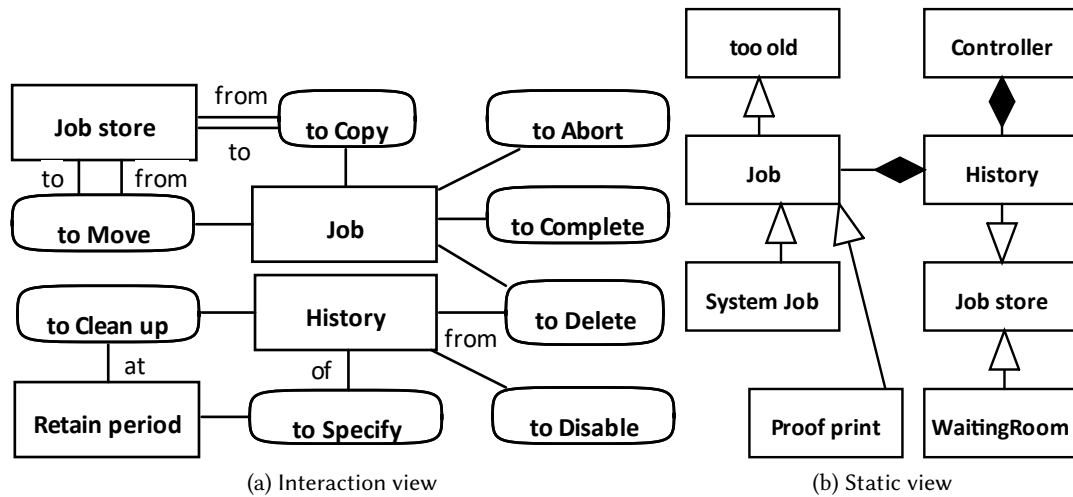 Job store
from
to
to Copy
to Abort
to
from
to Move
Job
to Complete
to Clean up
History
from
to Delete
at
of
Retain period
to Specify
to Disable
(a) Interaction view
too old
Controller
Job
History
System Job
Job store
Proof print
WaitingRoom
(b) Static view